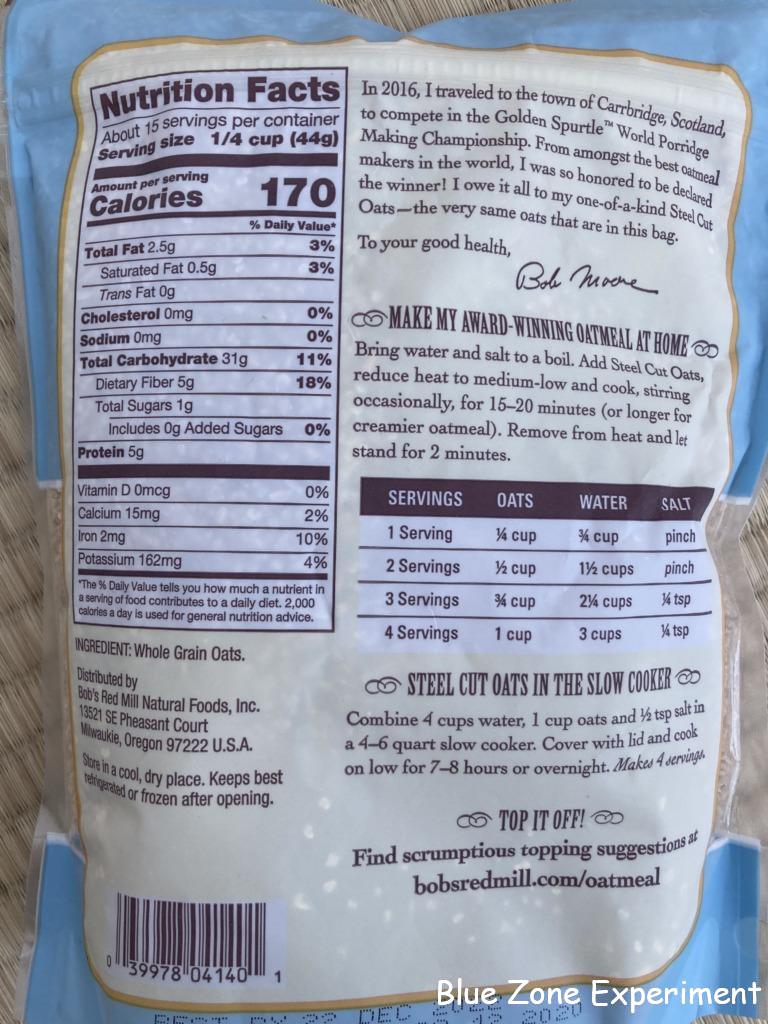 Nutrition Facts
About 15 servings per container
Serving size 1/4 cup (44g)
Amount per serving
Calories 170
% Daily Value*
Total Fat 2.5g 3%
Saturated Fat 0.5g 3%
Trans Fat 0g
Cholesterol 0mg 0%
Sodium 0mg 0%
Total Carbohydrate 31g 11%
Dietary Fiber 5g 18%
Total Sugars 1g
Includes 0g Added Sugars 0%
Protein 5g
Vitamin D 0mcg 0%
Calcium 15mg 2%
Iron 2mg 10%
Potassium 162mg 4%
*The % Daily Value tells you how much a nutrient in
a serving of food contributes to a daily diet. 2,000
calories a day is used for general nutrition advice.
INGREDIENT: Whole Grain Oats.
Distributed by
Bob's Red Mill Natural Foods, Inc.
13521 SE Pheasant Court
Milwaukie, Oregon 97222 U.S.A.
Store in a cool, dry place. Keeps best
refrigerated or frozen after opening.
0 39978 04140 1
In 2016, I traveled to the town of Carrbridge, Scotland,
to compete in the Golden Spurtle™ World Porridge
Making Championship. From amongst the best oatmeal
makers in the world, I was so honored to be declared
the winner! I owe it all to my one-of-a-kind Steel Cut
Oats—the very same oats that are in this bag.
To your good health,
Bob Moore
MAKE MY AWARD-WINNING OATMEAL AT HOME
Bring water and salt to a boil. Add Steel Cut Oats,
reduce heat to medium-low and cook, stirring
occasionally, for 15–20 minutes (or longer for
creamier oatmeal). Remove from heat and let
stand for 2 minutes.
SERVINGS OATS WATER SALT
1 Serving ¼ cup ¾ cup pinch
2 Servings ½ cup 1½ cups pinch
3 Servings ¾ cup 2¼ cups ¼ tsp
4 Servings 1 cup 3 cups ¼ tsp
STEEL CUT OATS IN THE SLOW COOKER
Combine 4 cups water, 1 cup oats and ½ tsp salt in
a 4–6 quart slow cooker. Cover with lid and cook
on low for 7–8 hours or overnight. Makes 4 servings.
TOP IT OFF!
Find scrumptious topping suggestions at
bobsredmill.com/oatmeal
BEST BY 22 DEC 2022
Blue Zone Experiment